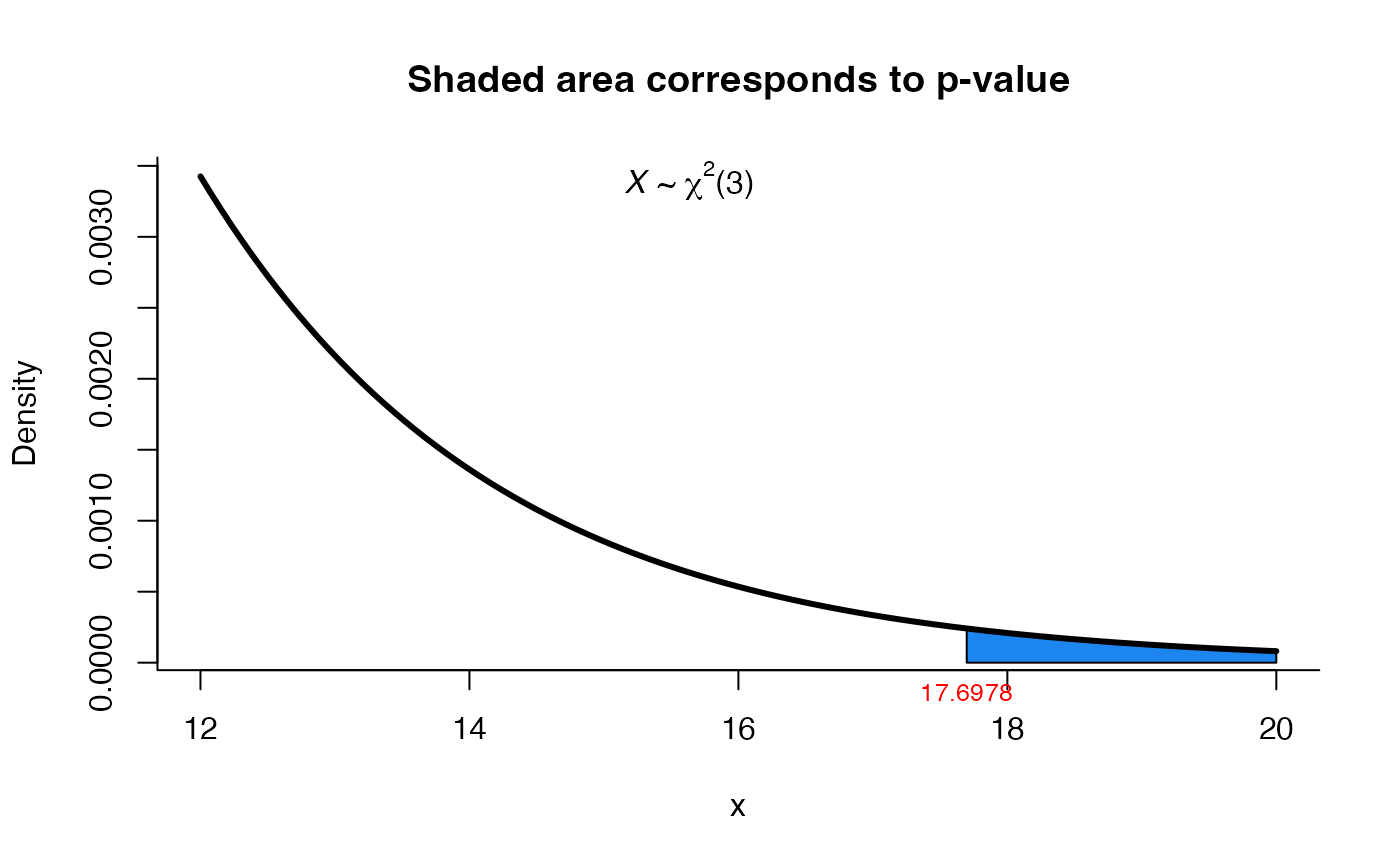 Shaded area corresponds to p-value
X ~ χ²(3)
Density
0.0030
0.0020
0.0010
0.0000
17.6978
12 14 16 18 20
x